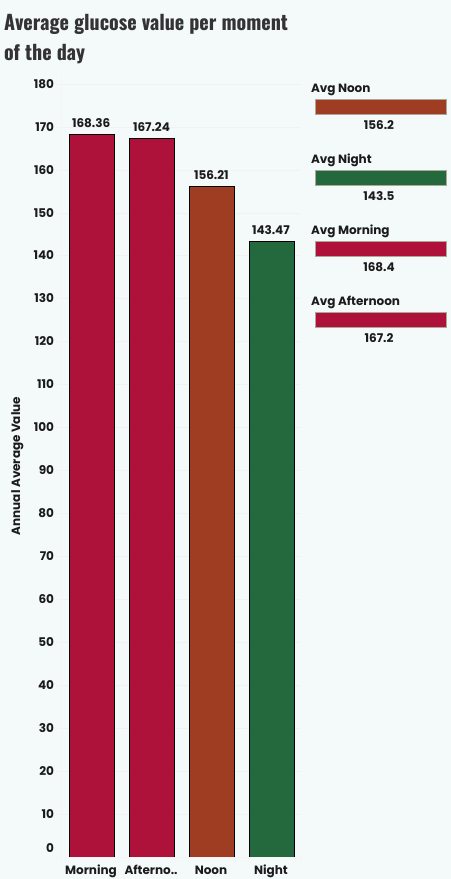 Average glucose value per moment
of the day
180
170
160
150
140
130
120
110
100
90
80
70
60
50
40
30
20
10
0
Annual Average Value
168.36
167.24
156.21
143.47
Morning
Afterno..
Noon
Night
Avg Noon
156.2
Avg Night
143.5
Avg Morning
168.4
Avg Afternoon
167.2